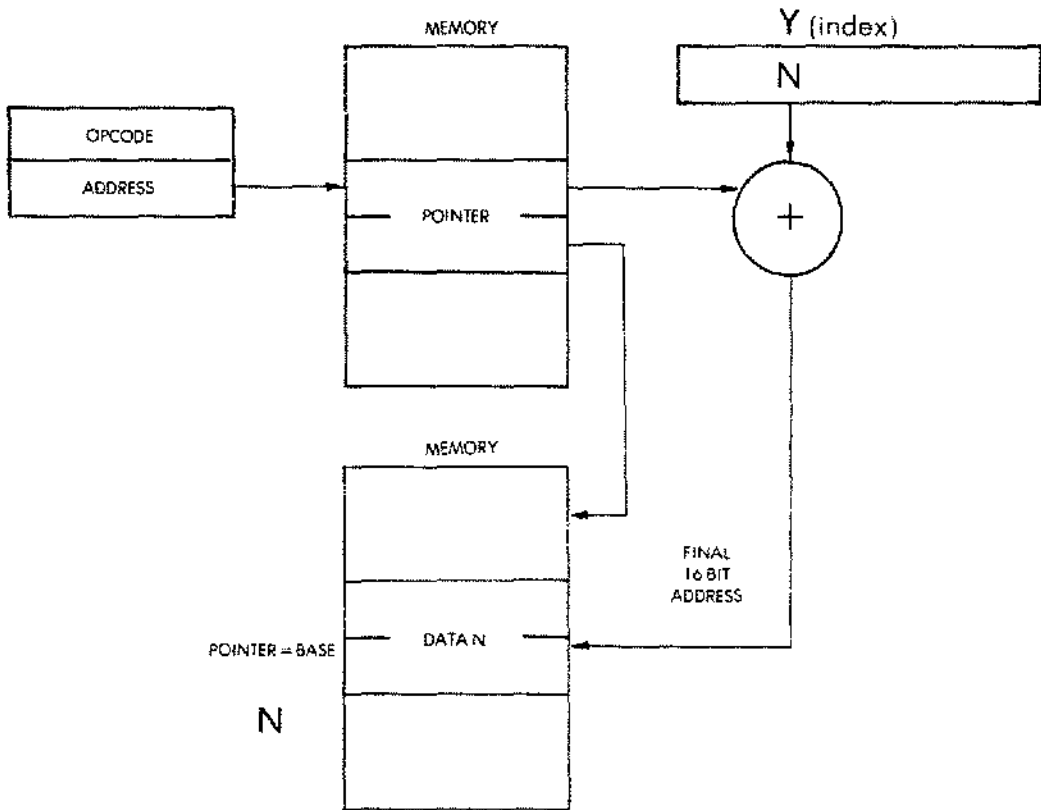 MEMORY
Y (index)
N
OPCODE
ADDRESS
POINTER
+
MEMORY
FINAL
16 BIT
ADDRESS
DATA N
POINTER = BASE
N